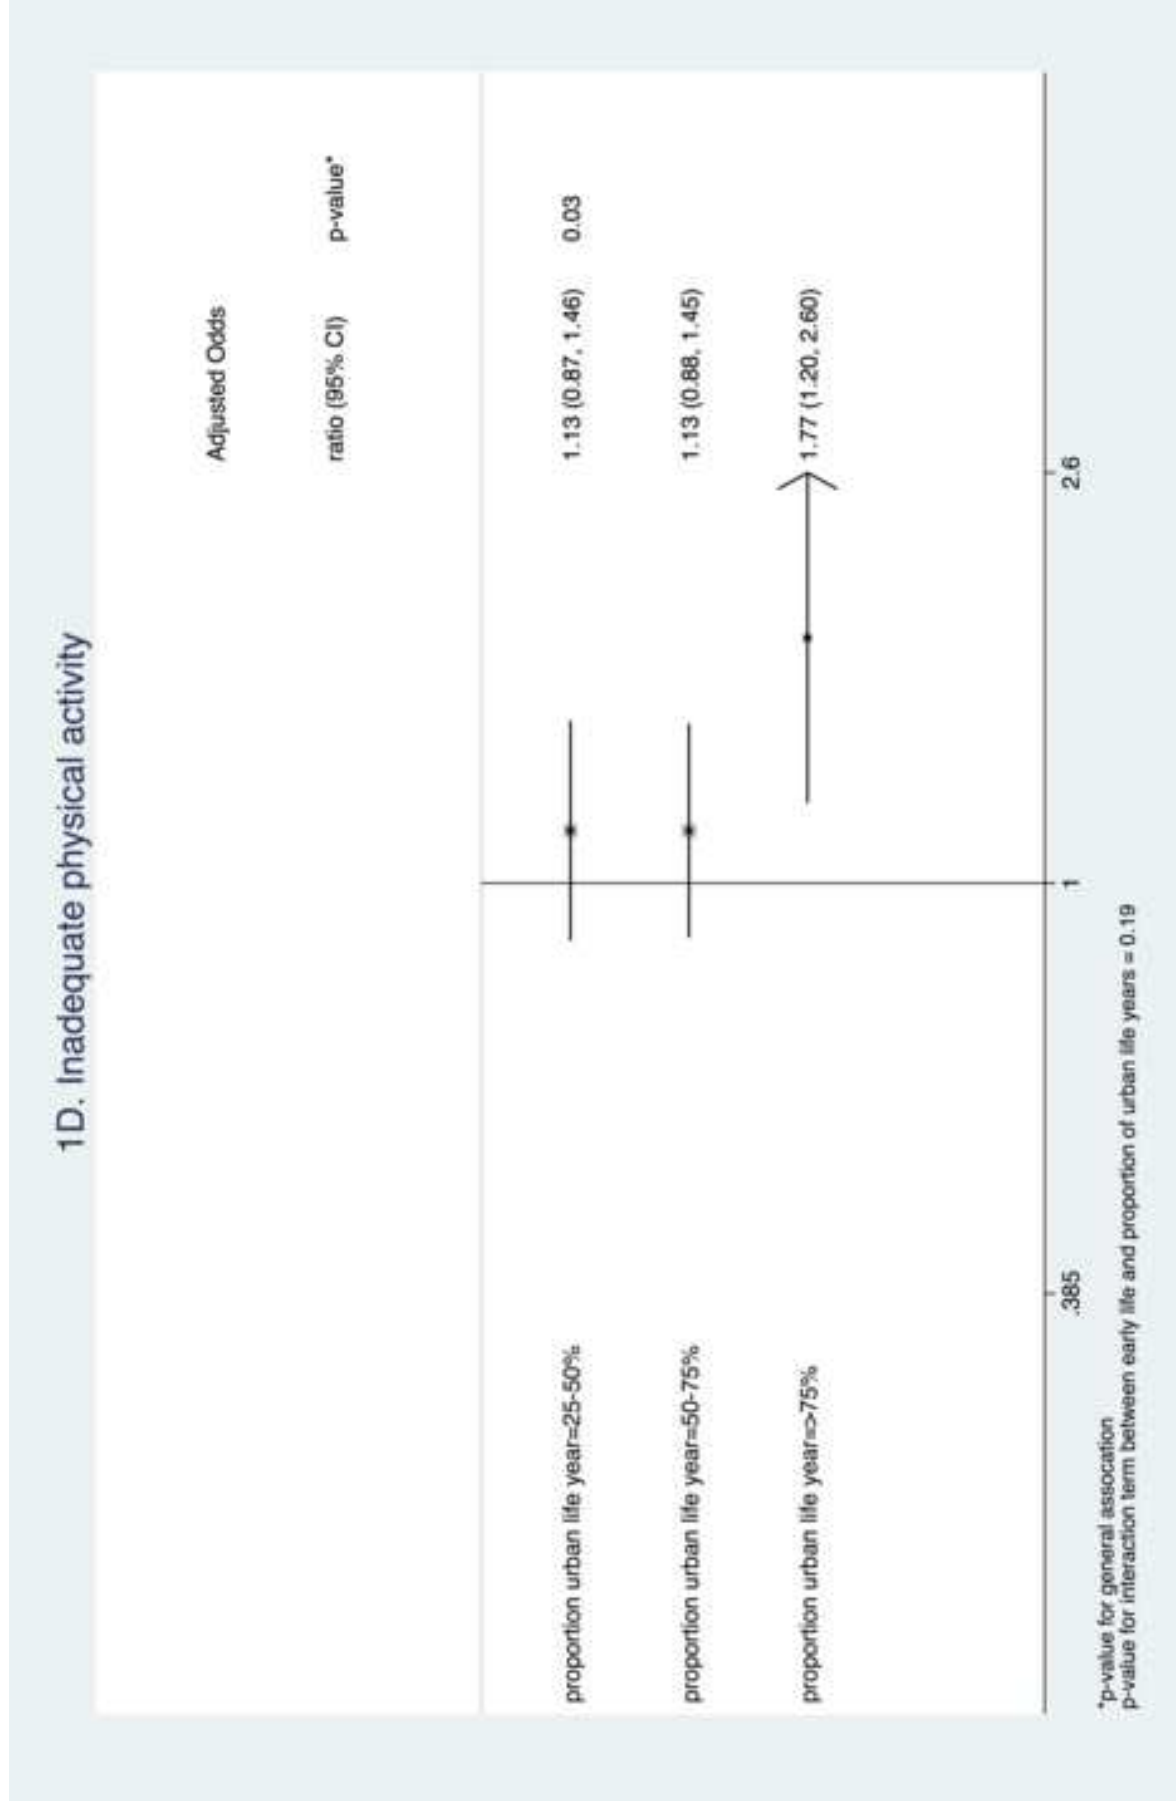 1D. Inadequate physical activity
Adjusted Odds
ratio (95% CI) p-value*
proportion urban life year=25-50% 1.13 (0.87, 1.46) 0.03
proportion urban life year=50-75% 1.13 (0.88, 1.45)
proportion urban life year=>75% 1.77 (1.20, 2.60)
.385 1 2.6
*p-value for general assocation
p-value for interaction term between early life and proportion of urban life years = 0.19